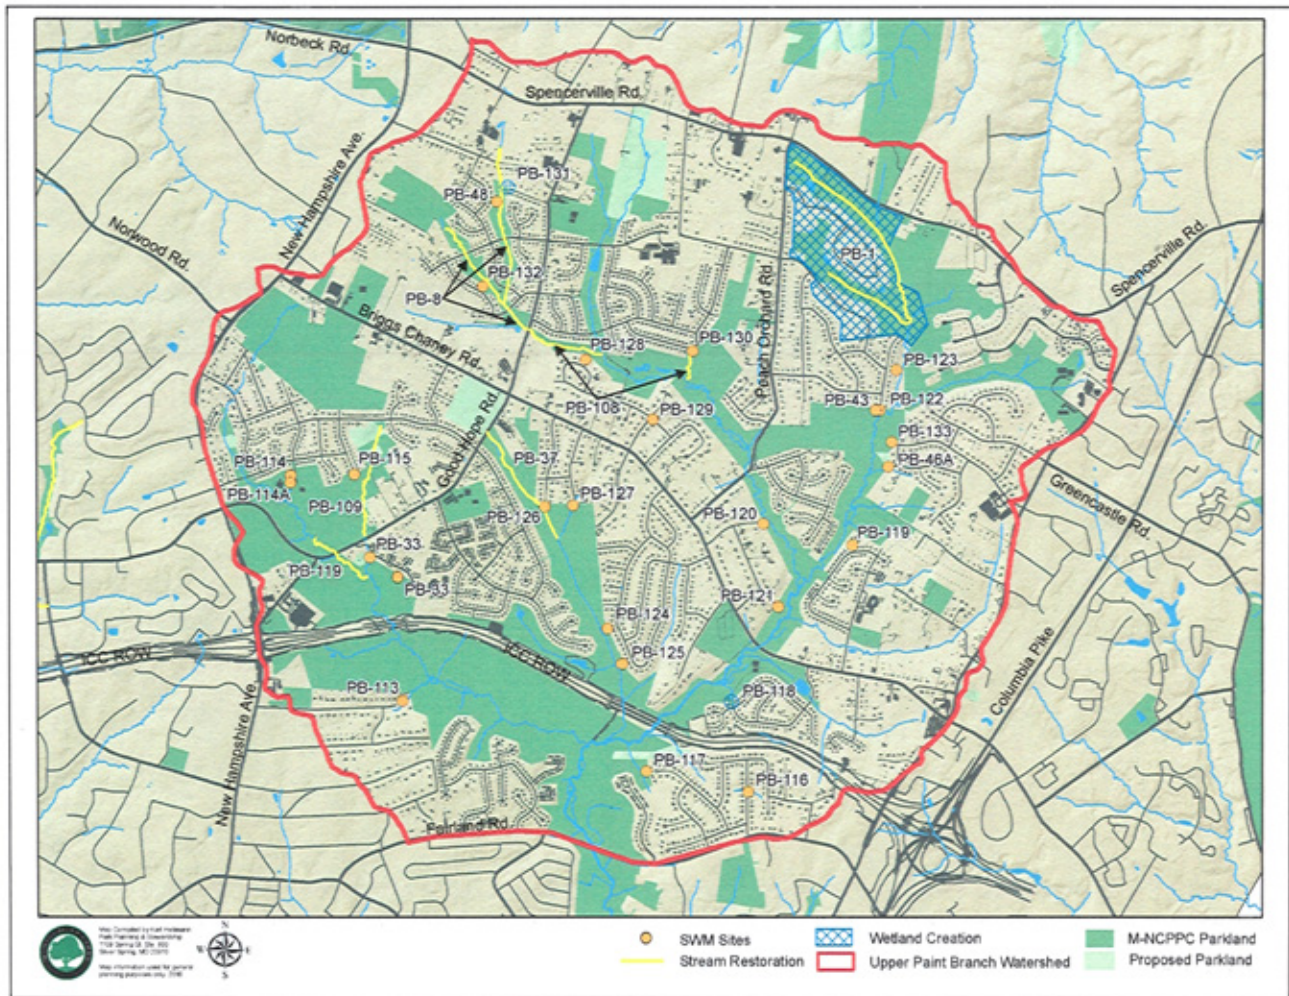 Norbeck Rd.
Spencerville Rd.
New Hampshire Ave.
Norwood Rd.
PB-131
PB-48
PB-132
PB-8
PB-1
Peach Orchard Rd
Spencerville Rd.
Briggs Chaney Rd.
PB-128
PB-130
PB-123
PB-108
PB-129
PB-43
PB-122
PB-133
Good Hope Rd.
PB-37
PB-46A
PB-114
PB-115
PB-114A
PB-109
PB-127
PB-126
PB-120
Greencastle Rd.
PB-33
PB-119
PB-119
PB-33
PB-121
PB-124
ICC ROW
ICC ROW
PB-125
Columbia Pike
PB-113
PB-118
New Hampshire Ave
PB-117
PB-116
Fairland Rd.
N
W
E
S
SWM Sites
Stream Restoration
Wetland Creation
Upper Paint Branch Watershed
M-NCPPC Parkland
Proposed Parkland